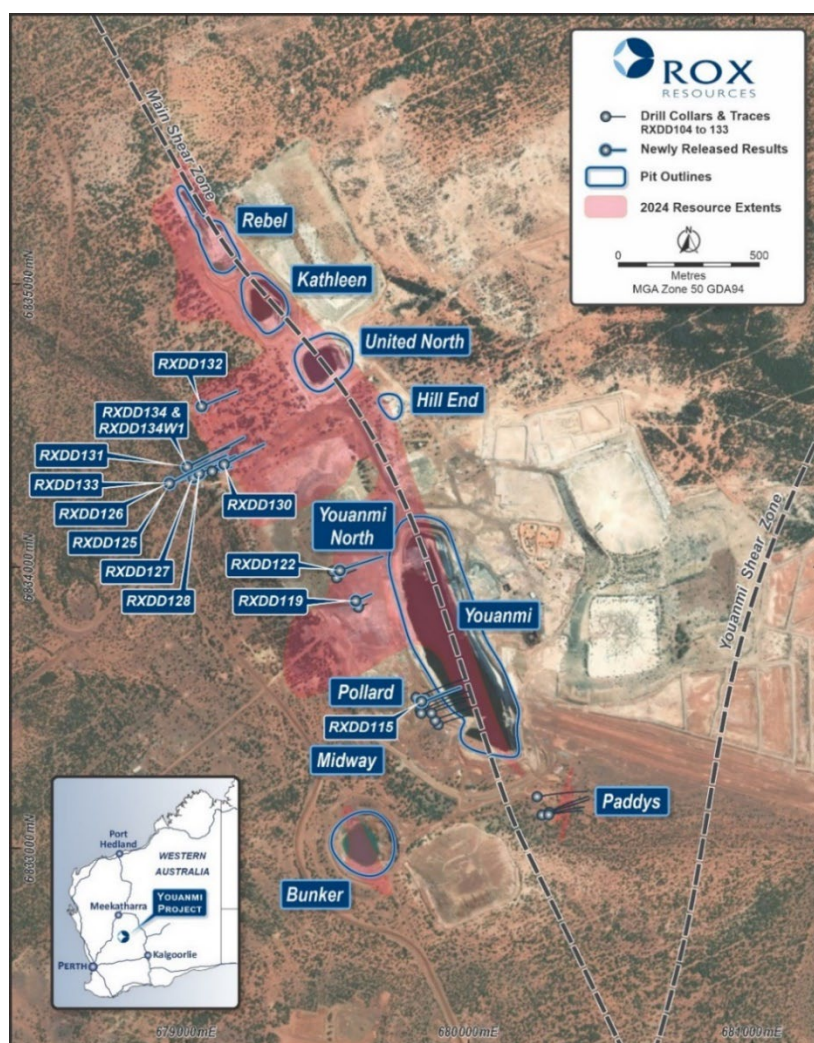 ROX
RESOURCES
Drill Collars & Traces
RXDD104 to 133
Newly Released Results
Pit Outlines
2024 Resource Extents
N
0 500
Metres
MGA Zone 50 GDA94
Main Shear Zone
Rebel
Kathleen
United North
Hill End
RXDD132
RXDD134 &
RXDD134W1
RXDD131
RXDD133
RXDD126
RXDD125
RXDD127
RXDD128
RXDD130
Youanmi
North
RXDD122
RXDD119
Youanmi
Youanmi Shear Zone
Pollard
RXDD115
Midway
Paddys
Bunker
6835000mN
6834000mN
6833000mN
Port
Hedland
WESTERN
AUSTRALIA
Meekatharra
YOUANMI
PROJECT
Kalgoorlie
PERTH
679000mE
680000mE
681000mE